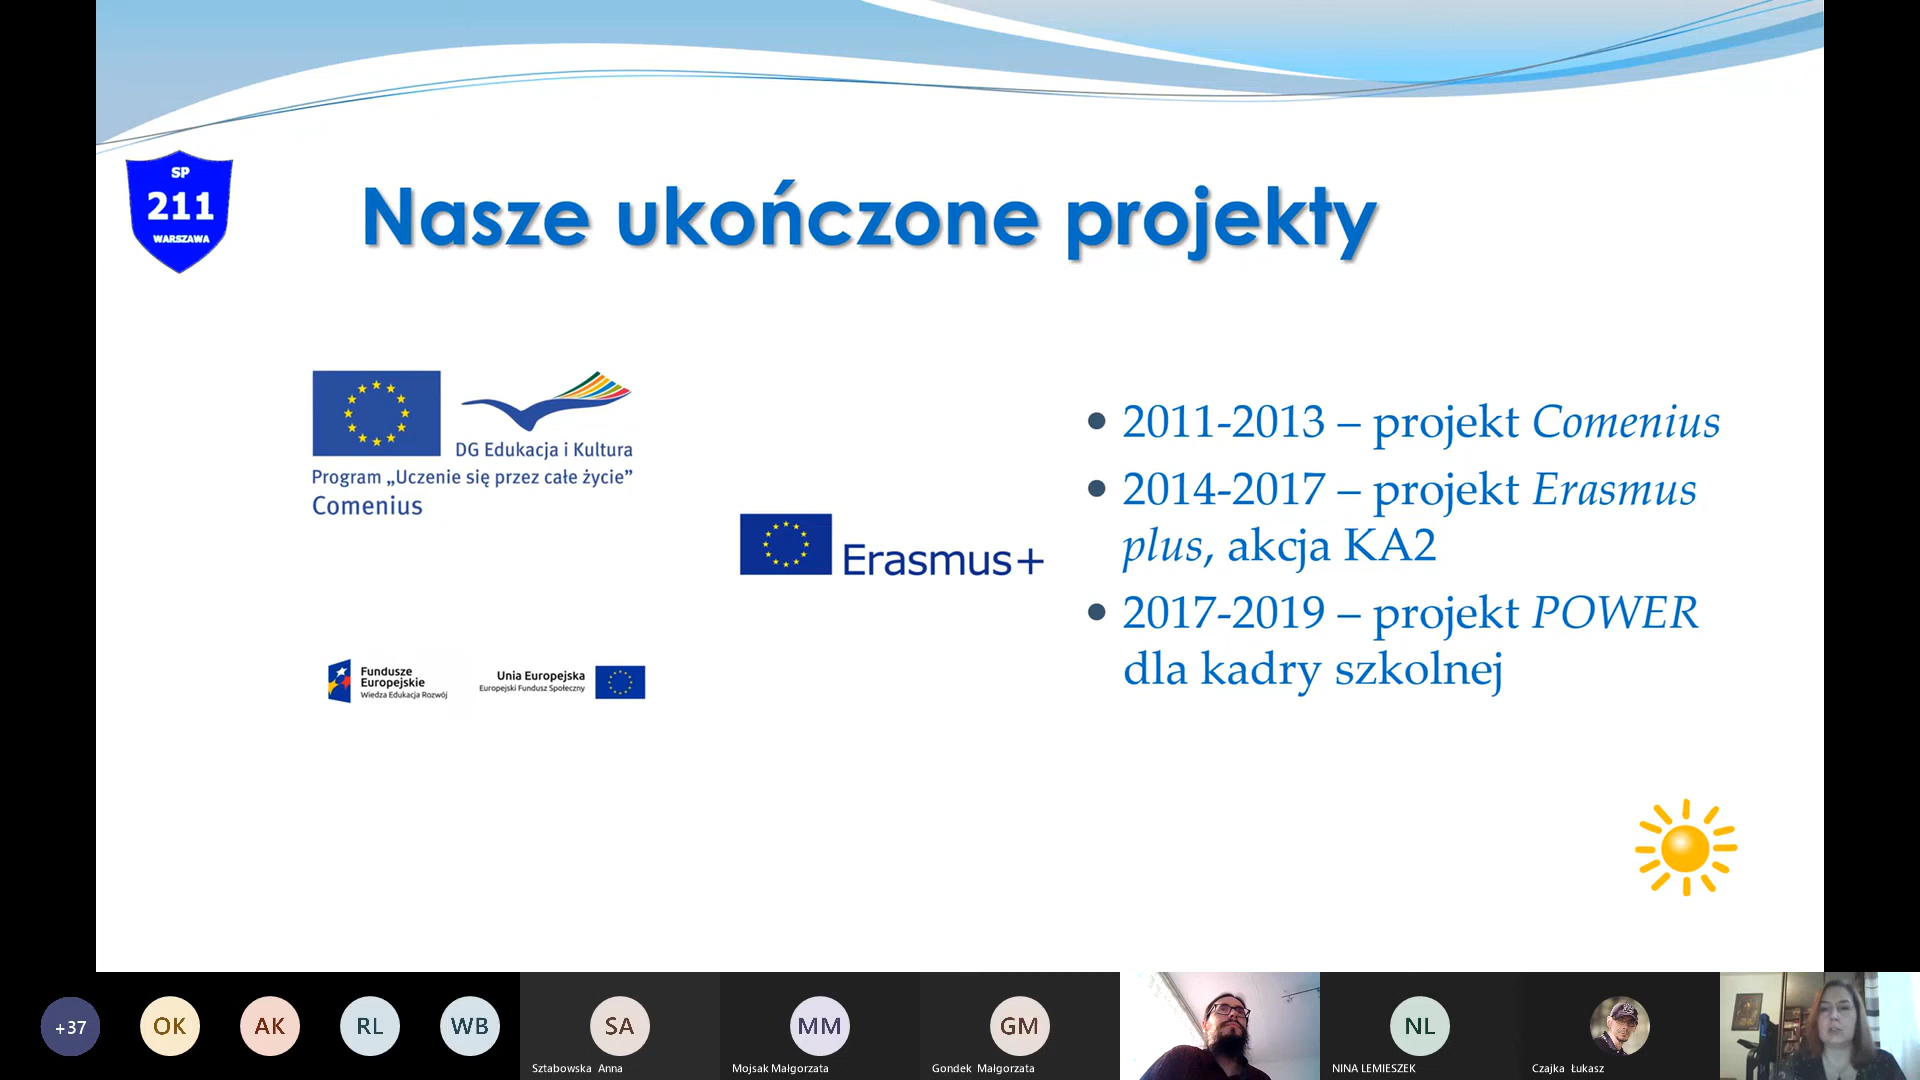 SP
211
WARSZAWA
Nasze ukończone projekty
DG Edukacja i Kultura
Program „Uczenie się przez całe życie”
Comenius
Erasmus+
Fundusze
Europejskie
Wiedza Edukacja Rozwój
Unia Europejska
Europejski Fundusz Społeczny
• 2011-2013 – projekt Comenius
• 2014-2017 – projekt Erasmus
plus, akcja KA2
• 2017-2019 – projekt POWER
dla kadry szkolnej
+37
OK
AK
RL
WB
SA
Sztabowska Anna
MM
Mojsak Małgorzata
GM
Gondek Małgorzata
NL
NINA LEMIESZEK
Czajka Łukasz